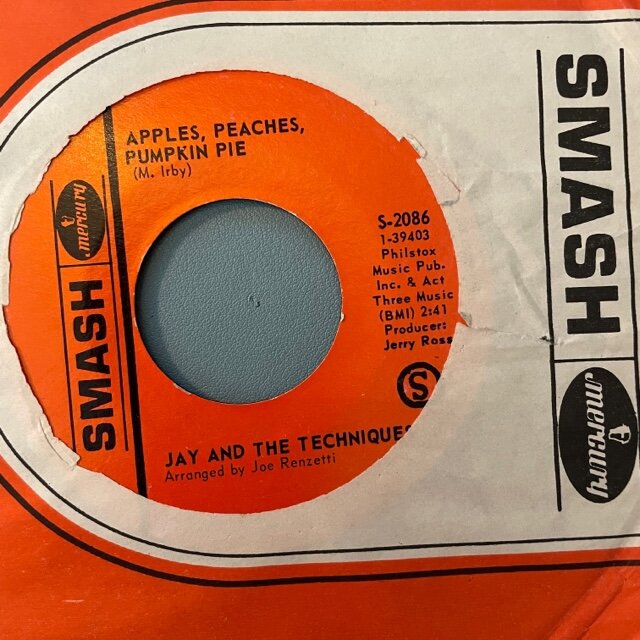 APPLES, PEACHES,
PUMPKIN PIE
(M. Irby)
mercury
SMASH
S-2086
1-39403
Philstox
Music Pub.
Inc. & Act
Three Music
(BMI) 2:41
Producer:
Jerry Ross
S
JAY AND THE TECHNIQUES
Arranged by Joe Renzetti
SMASH
mercury